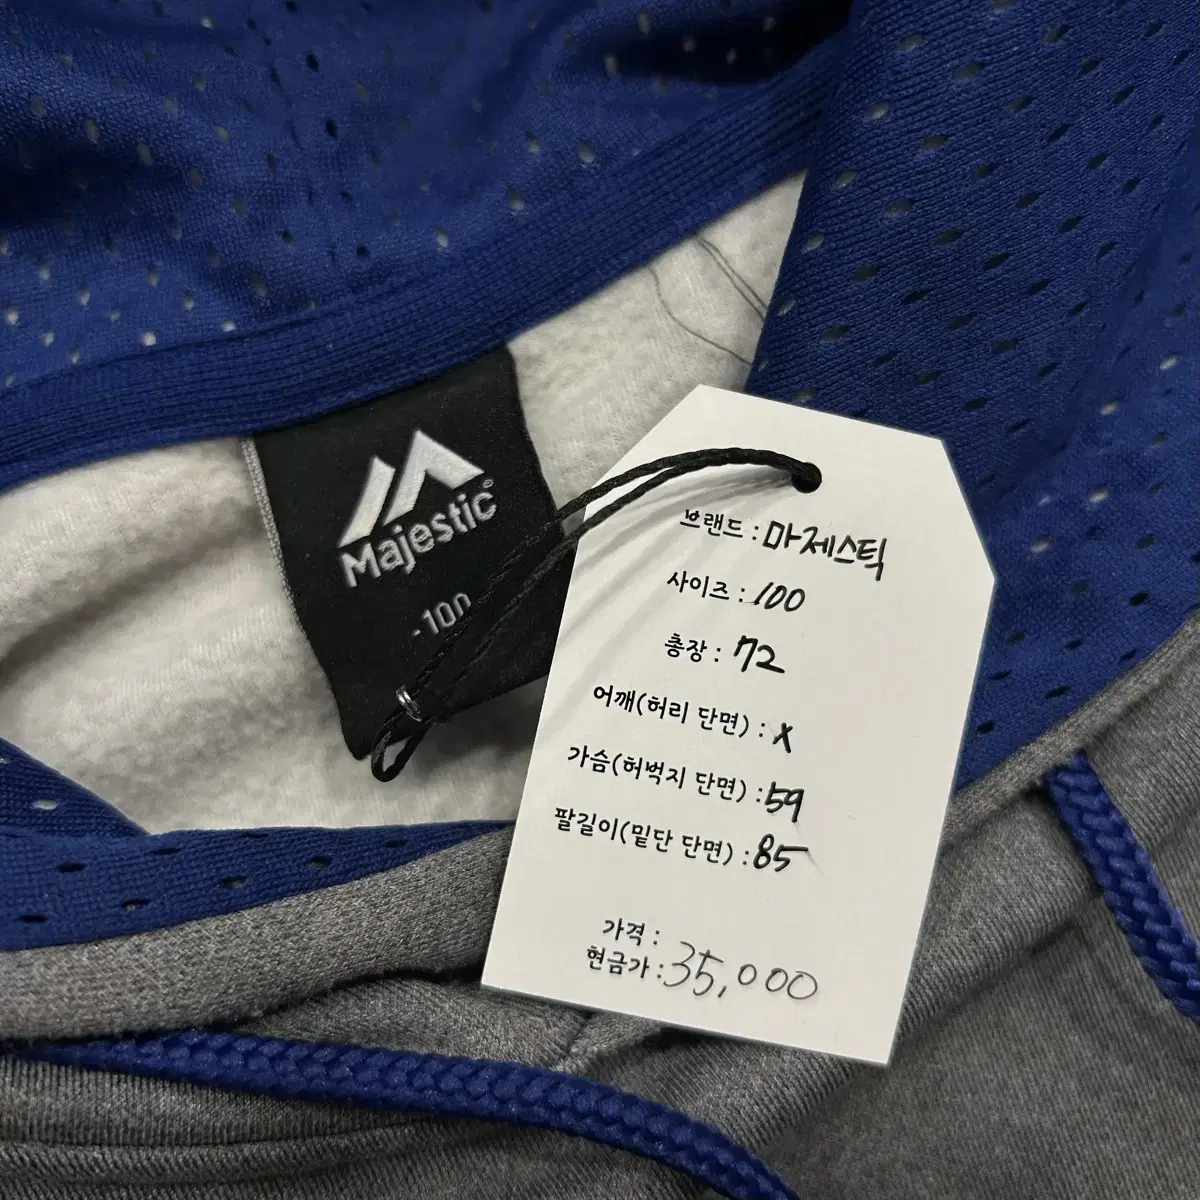 Majestic
-100
브랜드 : 마제스틱
사이즈 : 100
총장 : 72
어깨(허리 단면) : X
가슴(허벅지 단면) : 59
팔길이(밑단 단면) : 85
가격 :
현금가 : 35,000